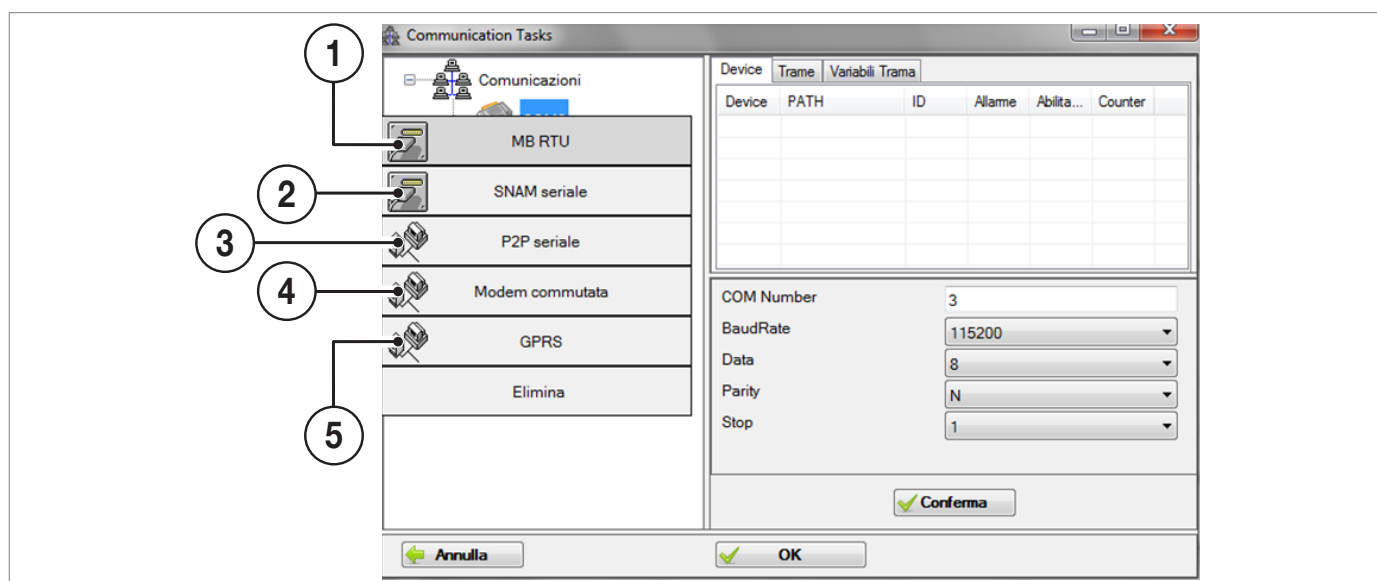 Communication Tasks
1
Comunicazioni
MB RTU
2
SNAM seriale
3
P2P seriale
4
Modem commutata
5
GPRS
Elimina
Device Trame Variabili Trama
Device PATH ID Allarme Abilita... Counter
COM Number 3
BaudRate 115200
Data 8
Parity N
Stop 1
Conferma
Annulla OK